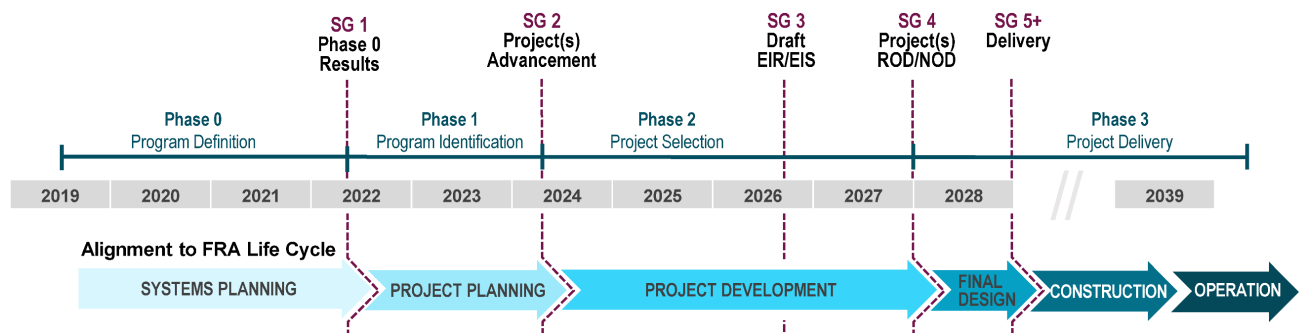 SG 1
Phase 0
Results
SG 2
Project(s)
Advancement
SG 3
Draft
EIR/EIS
SG 4
Project(s)
ROD/NOD
SG 5+
Delivery
Phase 0
Program Definition
Phase 1
Program Identification
Phase 2
Project Selection
Phase 3
Project Delivery
2019 2020 2021 2022 2023 2024 2025 2026 2027 2028 // 2039
Alignment to FRA Life Cycle
SYSTEMS PLANNING
PROJECT PLANNING
PROJECT DEVELOPMENT
FINAL
DESIGN
CONSTRUCTION
OPERATION